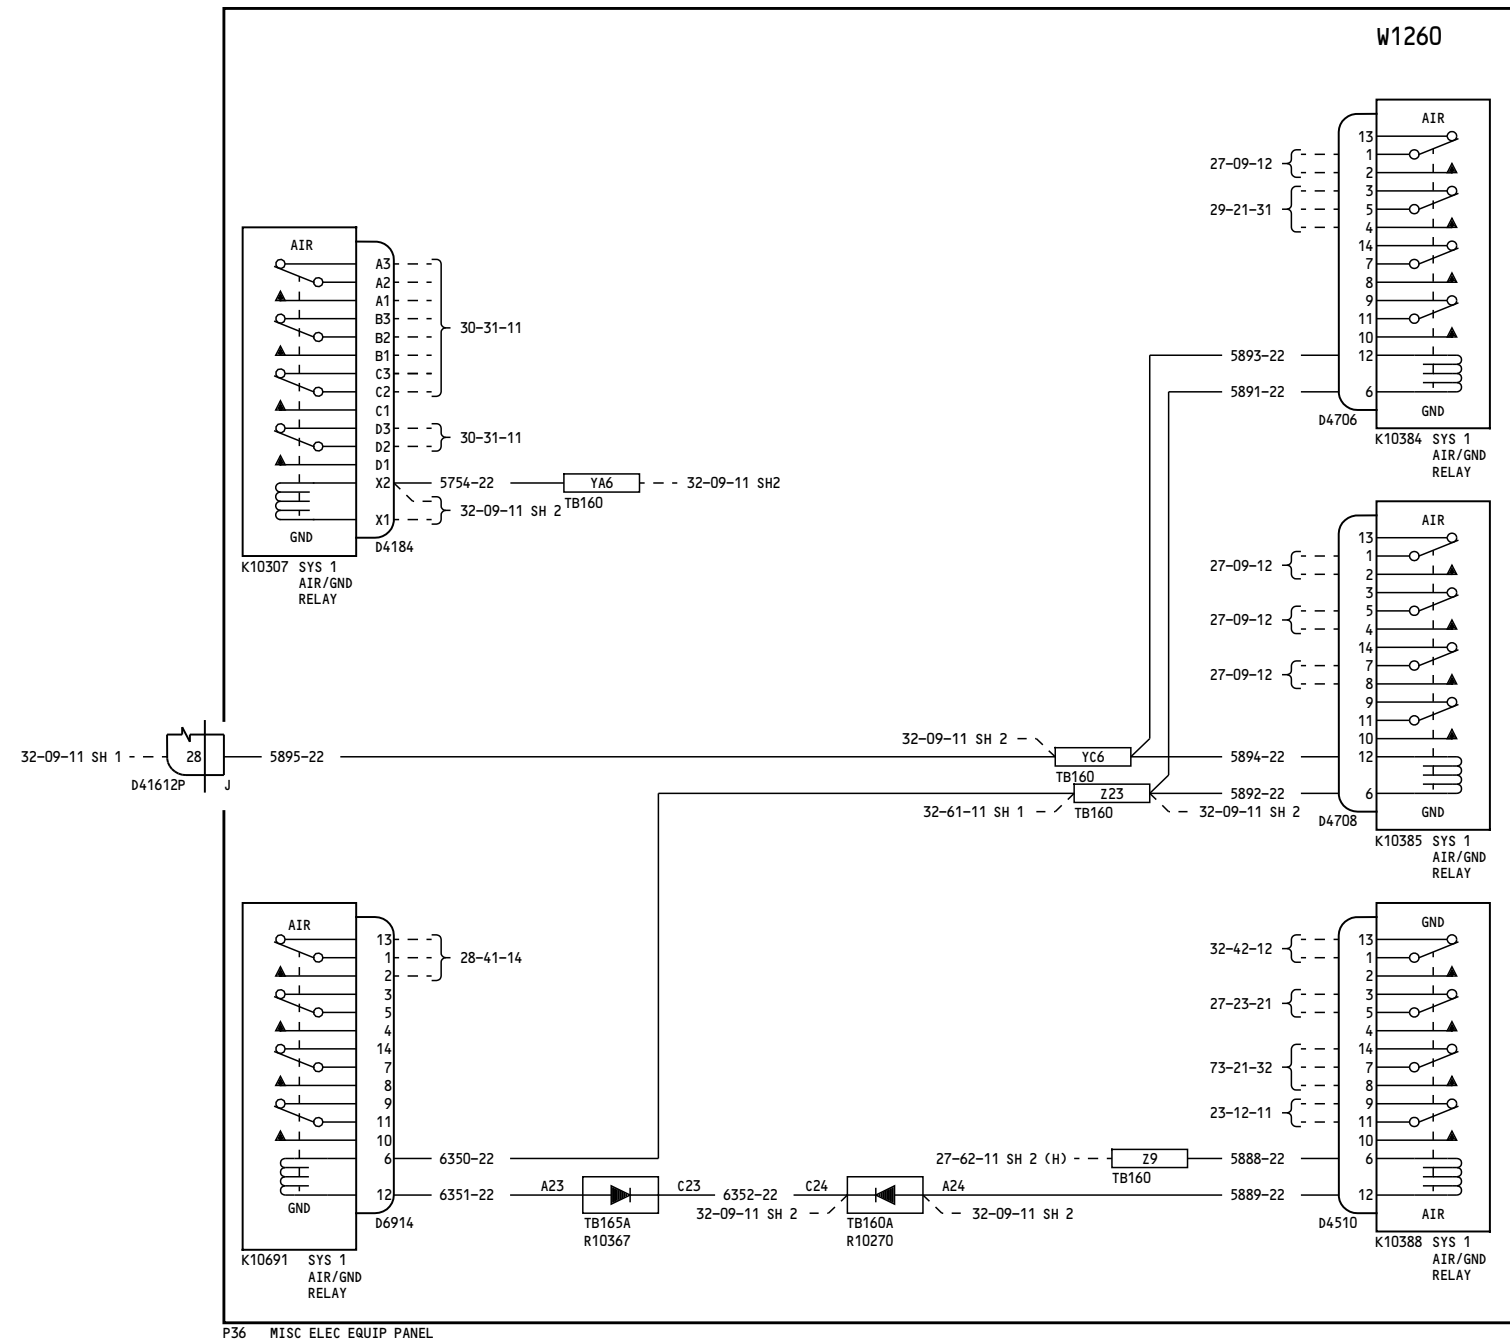 W1260
AIR
13
1
2
3
5
4
14
7
8
9
11
10
12
6
GND
27-09-12
29-21-31
5893-22
5891-22
D4706
K10384 SYS 1
AIR/GND
RELAY
AIR
A3
A2
A1
B3
B2
B1
C3
C2
C1
D3
D2
D1
X2
X1
GND
30-31-11
30-31-11
5754-22
YA6
TB160
32-09-11 SH2
32-09-11 SH 2
D4184
K10307 SYS 1
AIR/GND
RELAY
AIR
13
1
2
3
5
4
14
7
8
9
11
10
12
6
GND
27-09-12
27-09-12
27-09-12
5894-22
5892-22
D4708
K10385 SYS 1
AIR/GND
RELAY
32-09-11 SH 1
28
D41612P
J
5895-22
32-09-11 SH 2
YC6
TB160
Z23
TB160
32-61-11 SH 1
32-09-11 SH 2
AIR
13
1
2
3
5
4
14
7
8
9
11
10
6
12
GND
28-41-14
6350-22
6351-22
D6914
K10691 SYS 1
AIR/GND
RELAY
A23
TB165A
R10367
C23
6352-22
C24
32-09-11 SH 2
TB160A
R10270
A24
32-09-11 SH 2
GND
13
1
2
3
5
4
14
7
8
9
11
10
6
12
AIR
32-42-12
27-23-21
73-21-32
23-12-11
27-62-11 SH 2 (H)
Z9
TB160
5888-22
5889-22
D4510
K10388 SYS 1
AIR/GND
RELAY
P36 MISC ELEC EQUIP PANEL